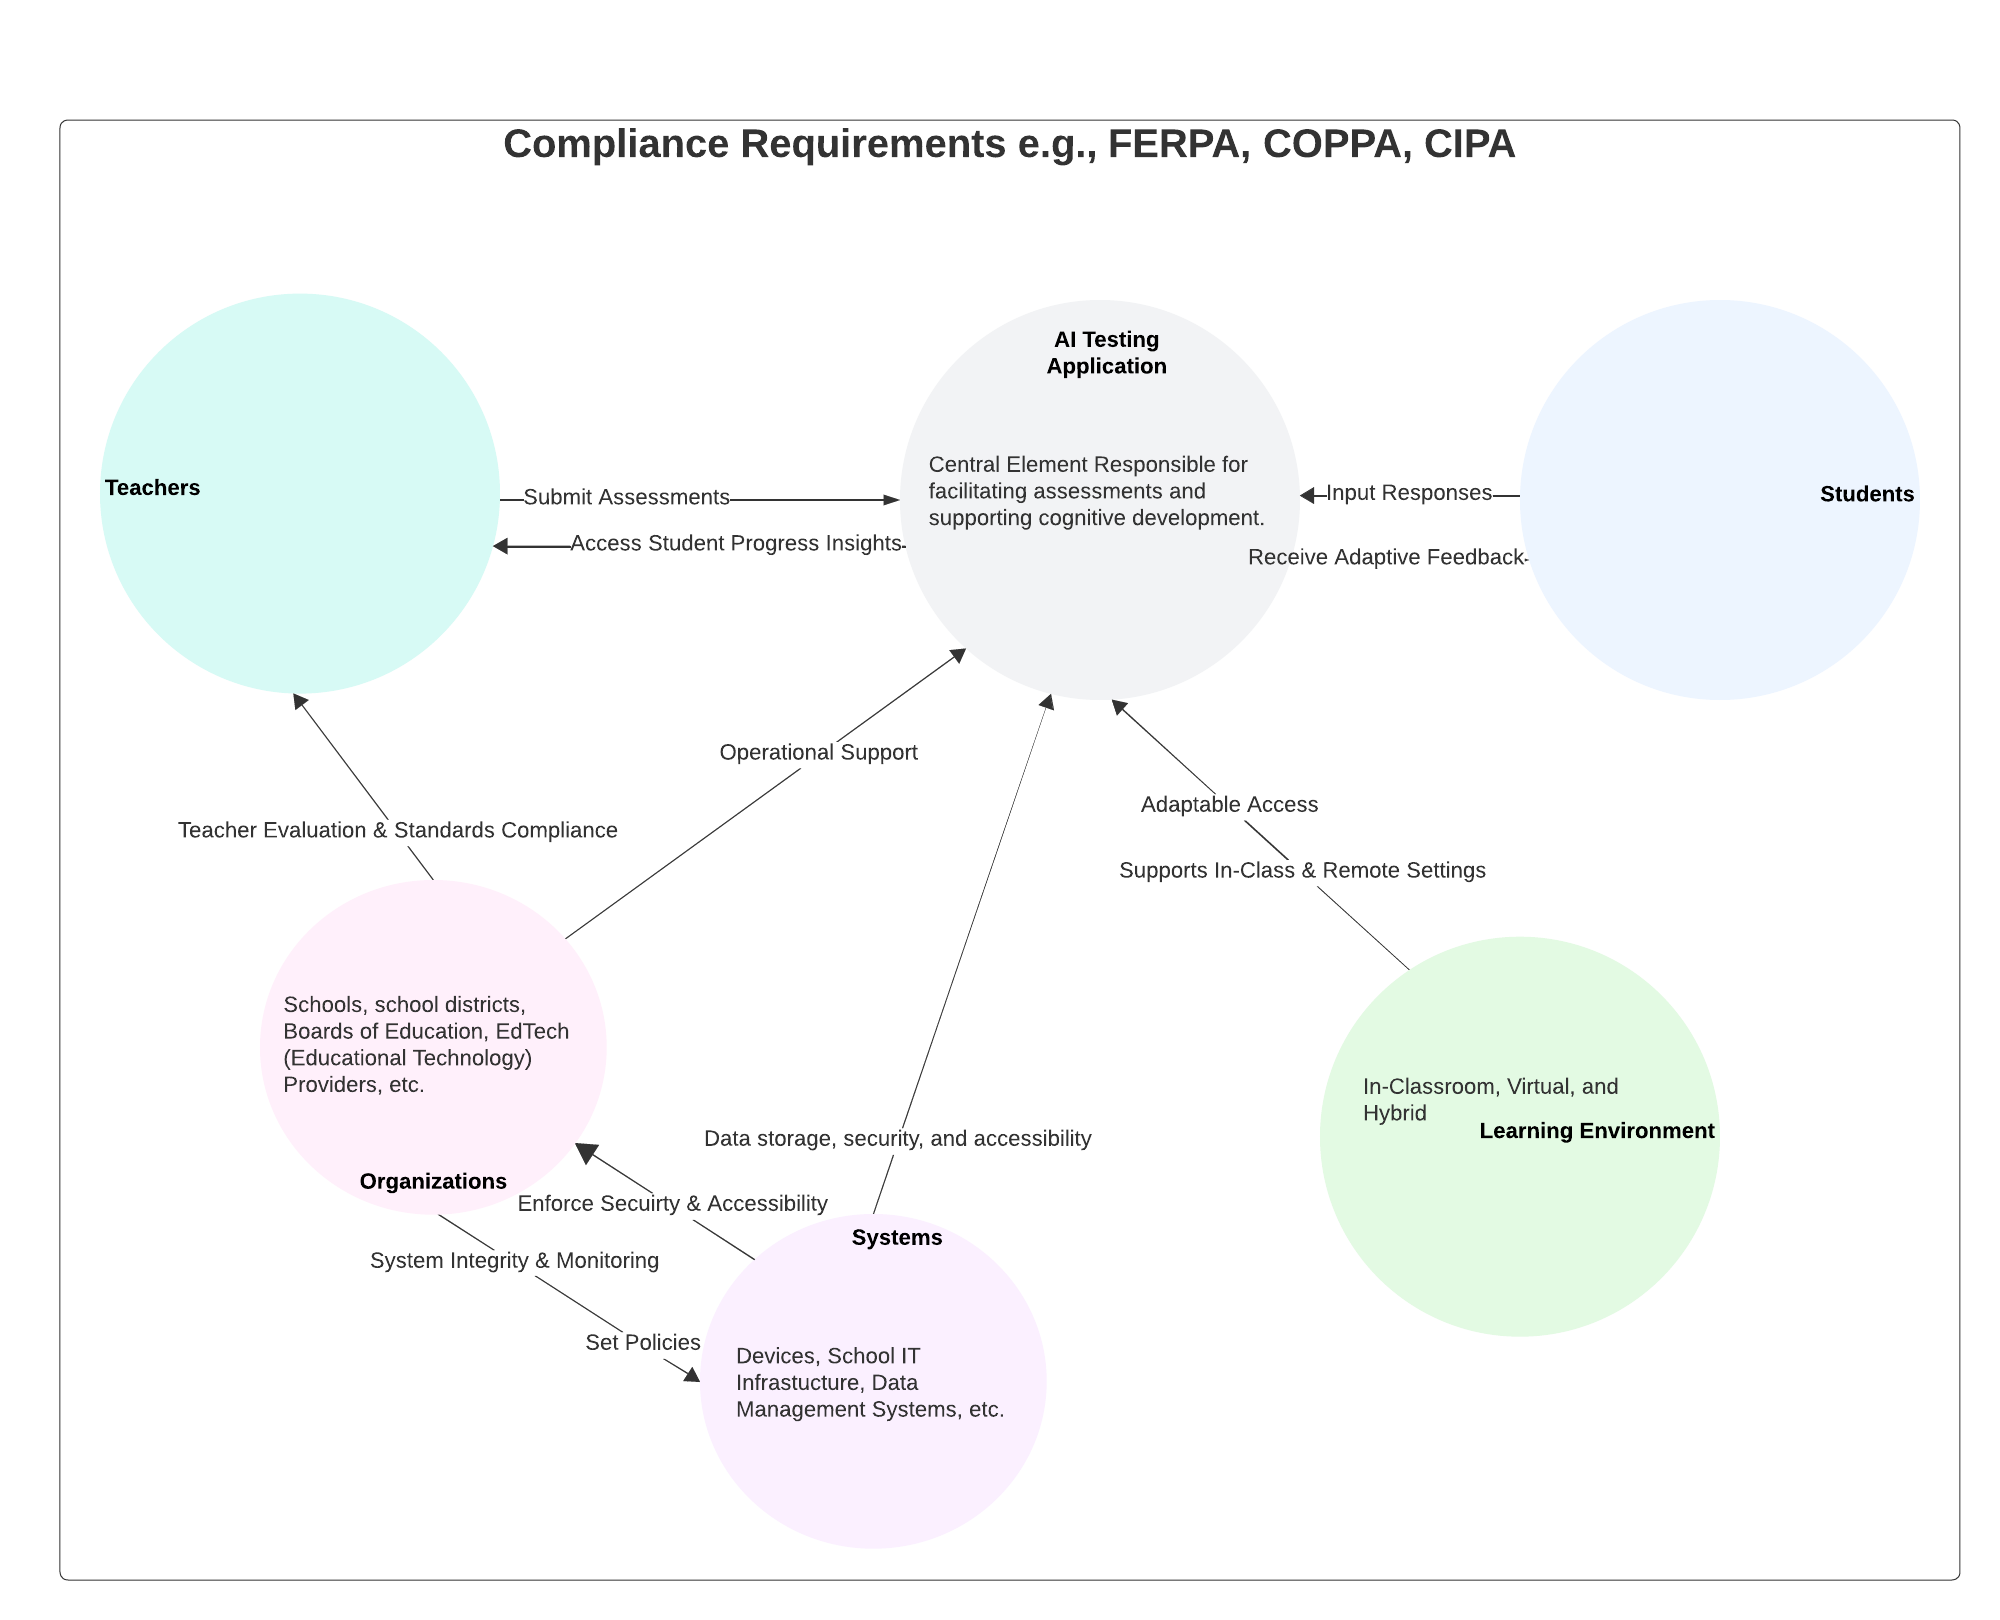 Compliance Requirements e.g., FERPA, COPPA, CIPA
AI Testing
Application
Central Element Responsible for
facilitating assessments and
supporting cognitive development.
Teachers
Submit Assessments
Access Student Progress Insights
Input Responses
Students
Receive Adaptive Feedback
Operational Support
Adaptable Access
Teacher Evaluation & Standards Compliance
Supports In-Class & Remote Settings
Schools, school districts,
Boards of Education, EdTech
(Educational Technology)
Providers, etc.
Organizations
In-Classroom, Virtual, and
Hybrid
Learning Environment
Data storage, security, and accessibility
Enforce Secuirty & Accessibility
System Integrity & Monitoring
Set Policies
Systems
Devices, School IT
Infrastucture, Data
Management Systems, etc.